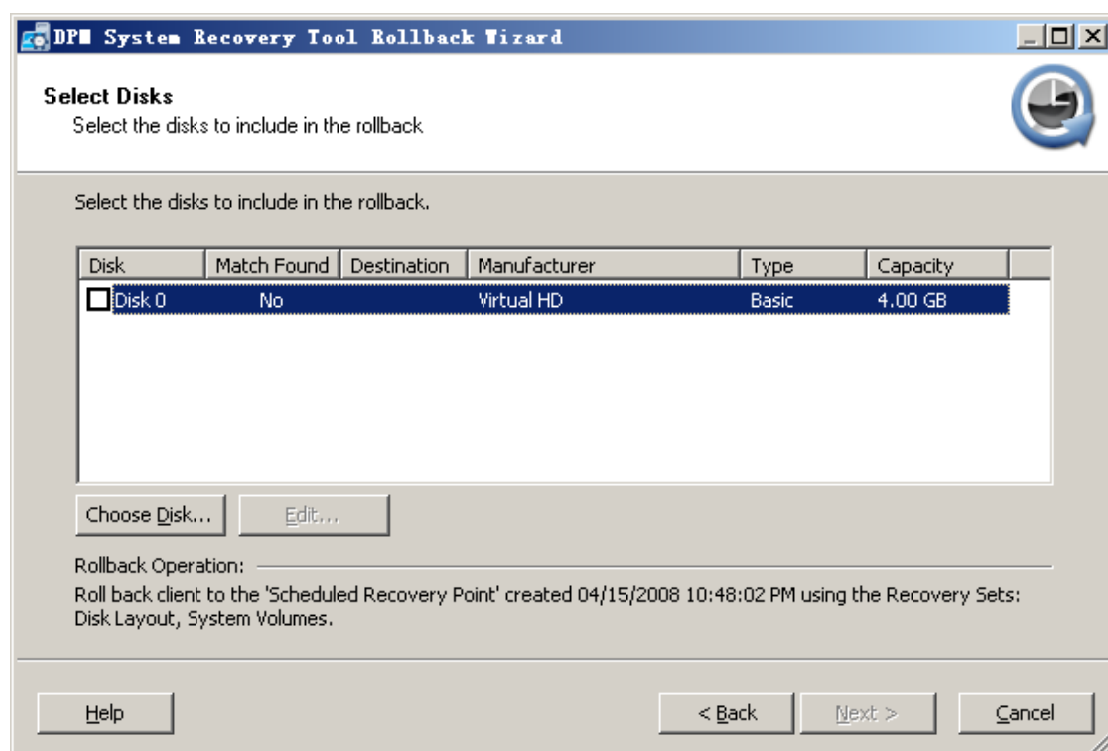 DPM System Recovery Tool Rollback Wizard
Select Disks
Select the disks to include in the rollback
Select the disks to include in the rollback.
Disk Match Found Destination Manufacturer Type Capacity
Disk 0 No Virtual HD Basic 4.00 GB
Choose Disk... Edit...
Rollback Operation:
Roll back client to the 'Scheduled Recovery Point' created 04/15/2008 10:48:02 PM using the Recovery Sets:
Disk Layout, System Volumes.
Help < Back Next > Cancel